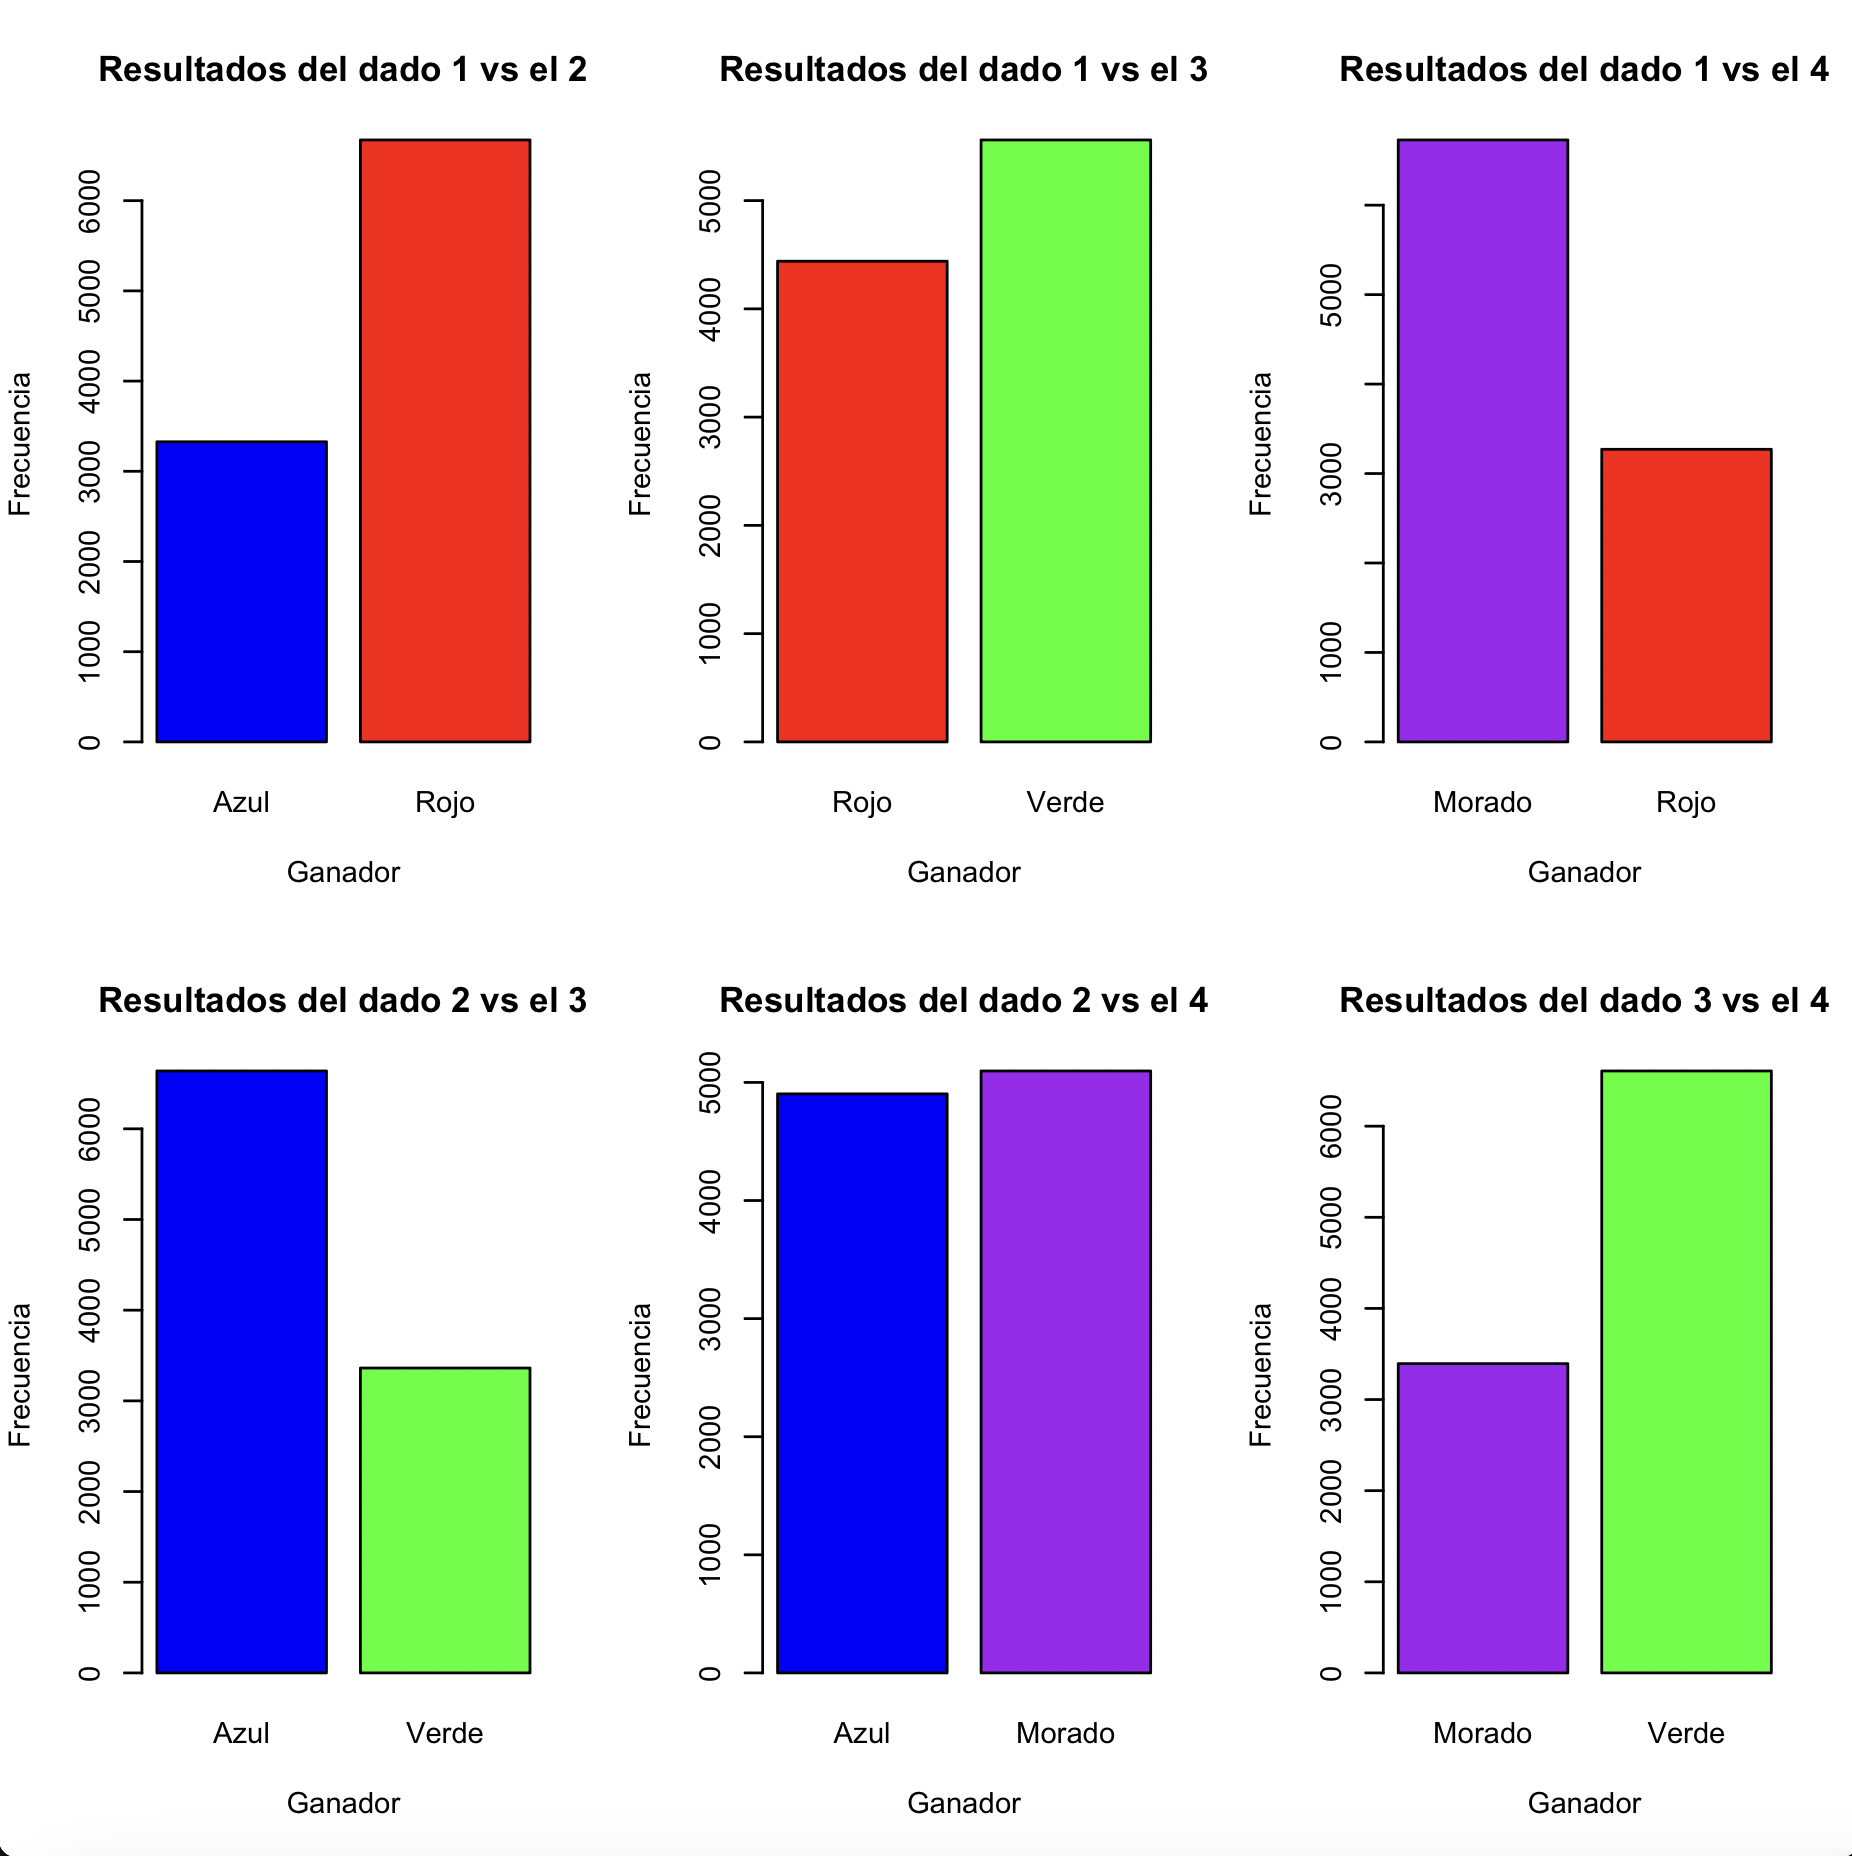 Resultados del dado 1 vs el 2
Frecuencia
6000
5000
4000
3000
2000
1000
0
Azul Rojo
Ganador
Resultados del dado 1 vs el 3
Frecuencia
5000
4000
3000
2000
1000
0
Rojo Verde
Ganador
Resultados del dado 1 vs el 4
Frecuencia
5000
3000
1000
0
Morado Rojo
Ganador
Resultados del dado 2 vs el 3
Frecuencia
6000
5000
4000
3000
2000
1000
0
Azul Verde
Ganador
Resultados del dado 2 vs el 4
Frecuencia
5000
4000
3000
2000
1000
0
Azul Morado
Ganador
Resultados del dado 3 vs el 4
Frecuencia
6000
5000
4000
3000
2000
1000
0
Morado Verde
Ganador